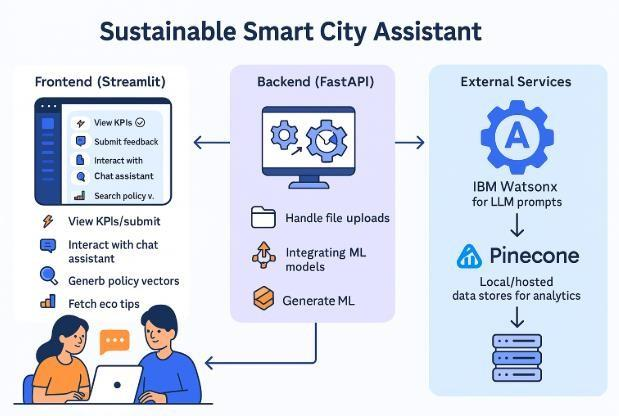 Sustainable Smart City Assistant
Frontend (Streamlit)
View KPIs
Submit feedback
Interact with
Chat assistant
Search policy v.
View KPIs/submit
Interact with chat
assistant
Generb policy vectors
Fetch eco tips
Backend (FastAPI)
Handle file uploads
Integrating ML
models
Generate ML
External Services
A
IBM Watsonx
for LLM prompts
Pinecone
Local/hosted
data stores for analytics